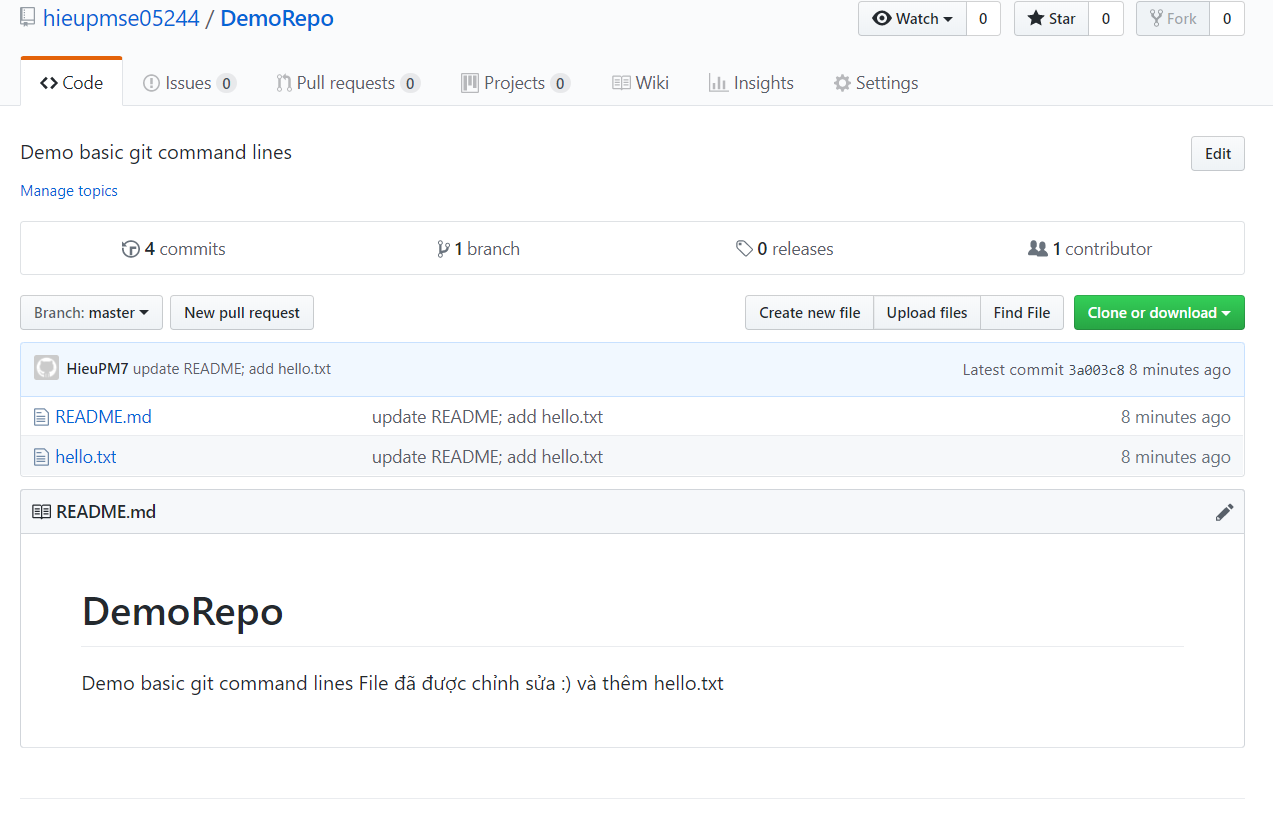 hieupmse05244 / DemoRepo
Watch 0 Star 0 Fork 0
Code Issues 0 Pull requests 0 Projects 0 Wiki Insights Settings
Demo basic git command lines Edit
Manage topics
4 commits 1 branch 0 releases 1 contributor
Branch: master New pull request Create new file Upload files Find File Clone or download
HieuPM7 update README; add hello.txt Latest commit 3a003c8 8 minutes ago
README.md update README; add hello.txt 8 minutes ago
hello.txt update README; add hello.txt 8 minutes ago
README.md
DemoRepo
Demo basic git command lines File đã được chỉnh sửa :) và thêm hello.txt